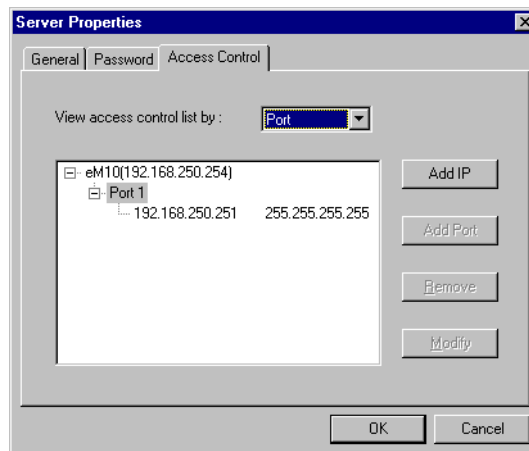 Server Properties
General Password Access Control
View access control list by : Port
eM10(192.168.250.254)
Port 1
192.168.250.251 255.255.255.255
Add IP
Add Port
Remove
Modify
OK Cancel